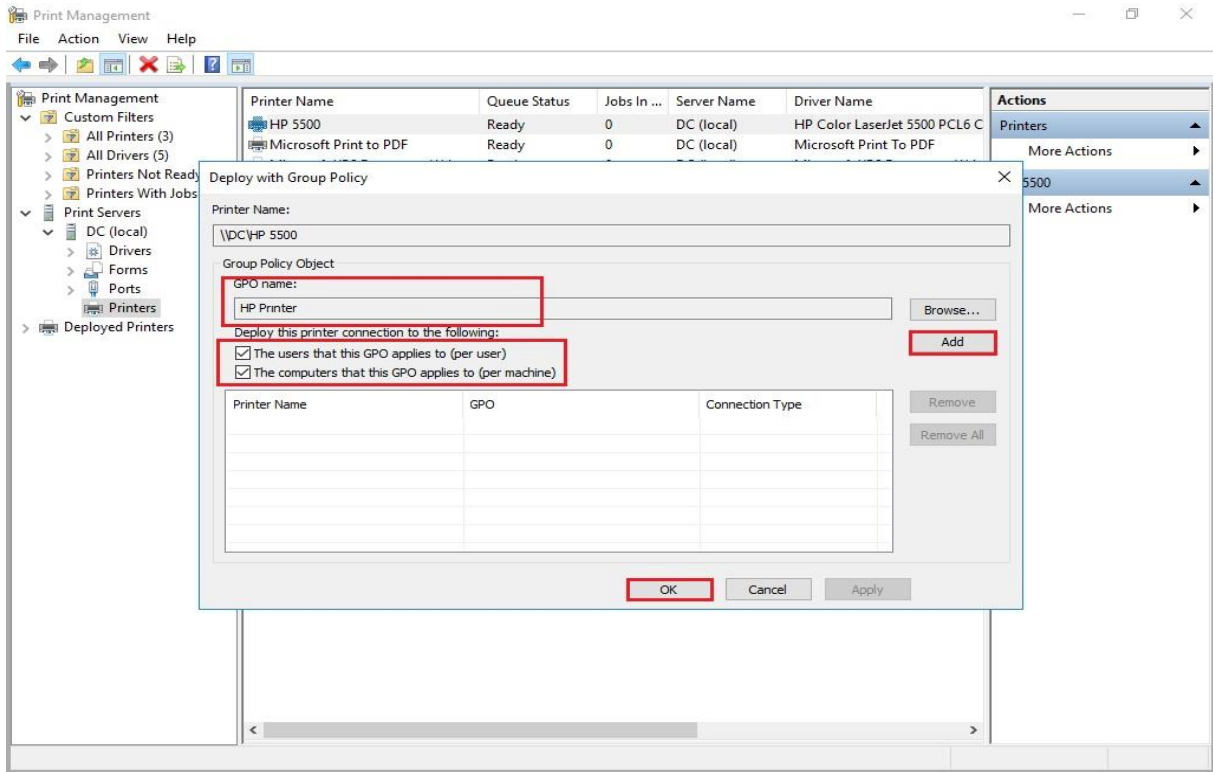 Print Management
File Action View Help
Print Management
Custom Filters
All Printers (3)
All Drivers (5)
Printers Not Ready
Printers With Jobs
Print Servers
DC (local)
Drivers
Forms
Ports
Printers
Deployed Printers
Printer Name Queue Status Jobs In ... Server Name Driver Name
HP 5500 Ready 0 DC (local) HP Color LaserJet 5500 PCL6 C
Microsoft Print to PDF Ready 0 DC (local) Microsoft Print To PDF
Actions
Printers
More Actions
5500
More Actions
Deploy with Group Policy
Printer Name:
\\DC\HP 5500
Group Policy Object
GPO name:
HP Printer
Browse...
Deploy this printer connection to the following:
Add
The users that this GPO applies to (per user)
The computers that this GPO applies to (per machine)
Printer Name GPO Connection Type
Remove
Remove All
OK Cancel Apply